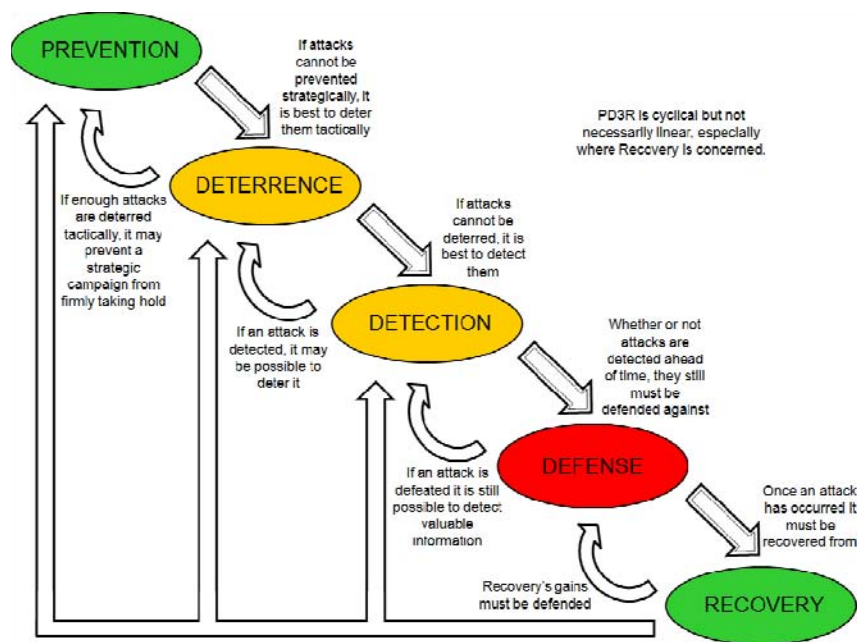 PREVENTION
If attacks
cannot be
prevented
strategically, it
is best to deter
them tactically
PD3R is cyclical but not
necessarily linear, especially
where Recovery is concerned.
DETERRENCE
If enough attacks
are deterred
tactically, it may
prevent a
strategic
campaign from
firmly taking hold
If attacks
cannot be
deterred, it is
best to detect
them
DETECTION
If an attack is
detected, it may
be possible to
deter it
Whether or not
attacks are
detected ahead
of time, they still
must be
defended against
DEFENSE
If an attack is
defeated it is still
possible to detect
valuable
information
Once an attack
has occurred it
must be
recovered from
Recovery's gains
must be defended
RECOVERY